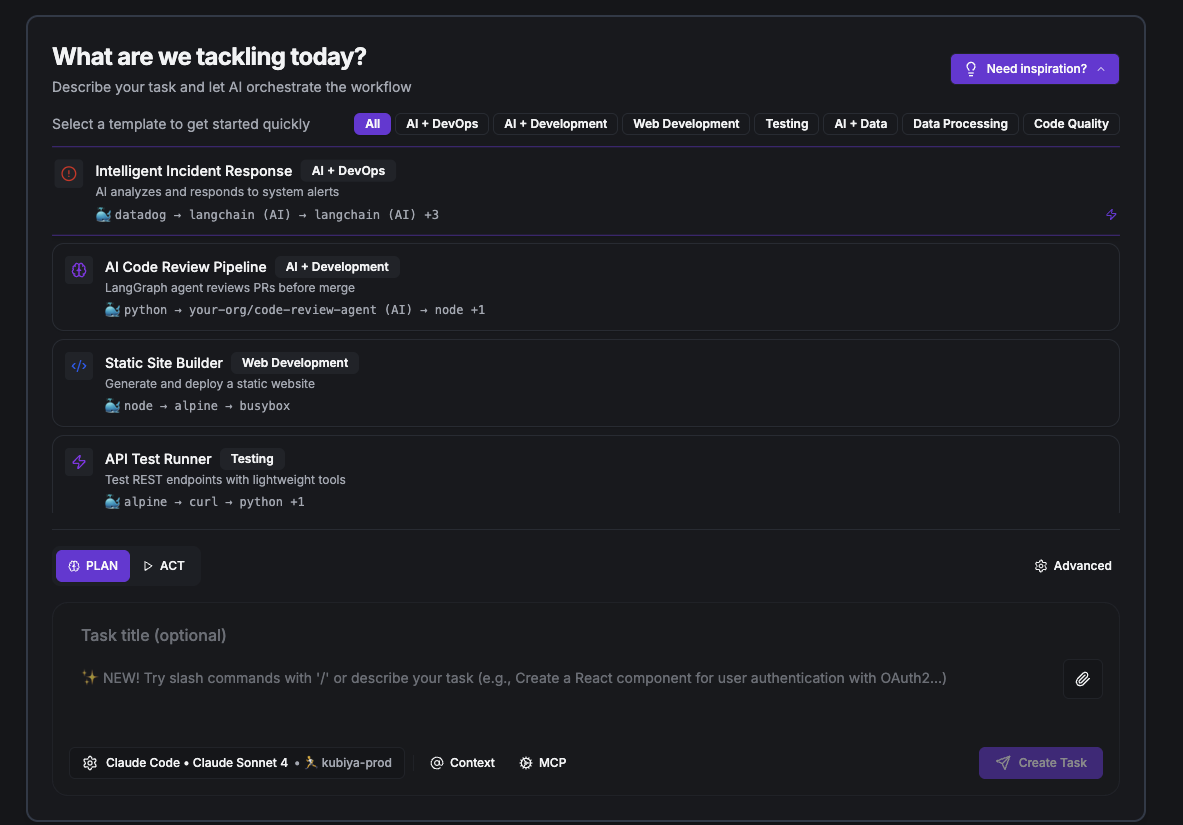 What are we tackling today?
Describe your task and let AI orchestrate the workflow
Need inspiration?
Select a template to get started quickly
All
AI + DevOps
AI + Development
Web Development
Testing
AI + Data
Data Processing
Code Quality
Intelligent Incident Response
AI + DevOps
AI analyzes and responds to system alerts
datadog → langchain (AI) → langchain (AI) +3
AI Code Review Pipeline
AI + Development
LangGraph agent reviews PRs before merge
python → your-org/code-review-agent (AI) → node +1
Static Site Builder
Web Development
Generate and deploy a static website
node → alpine → busybox
API Test Runner
Testing
Test REST endpoints with lightweight tools
alpine → curl → python +1
PLAN
ACT
Advanced
Task title (optional)
✨ NEW! Try slash commands with '/' or describe your task (e.g., Create a React component for user authentication with OAuth2...)
Claude Code • Claude Sonnet 4 • 🏃 kubiya-prod
Context
MCP
Create Task